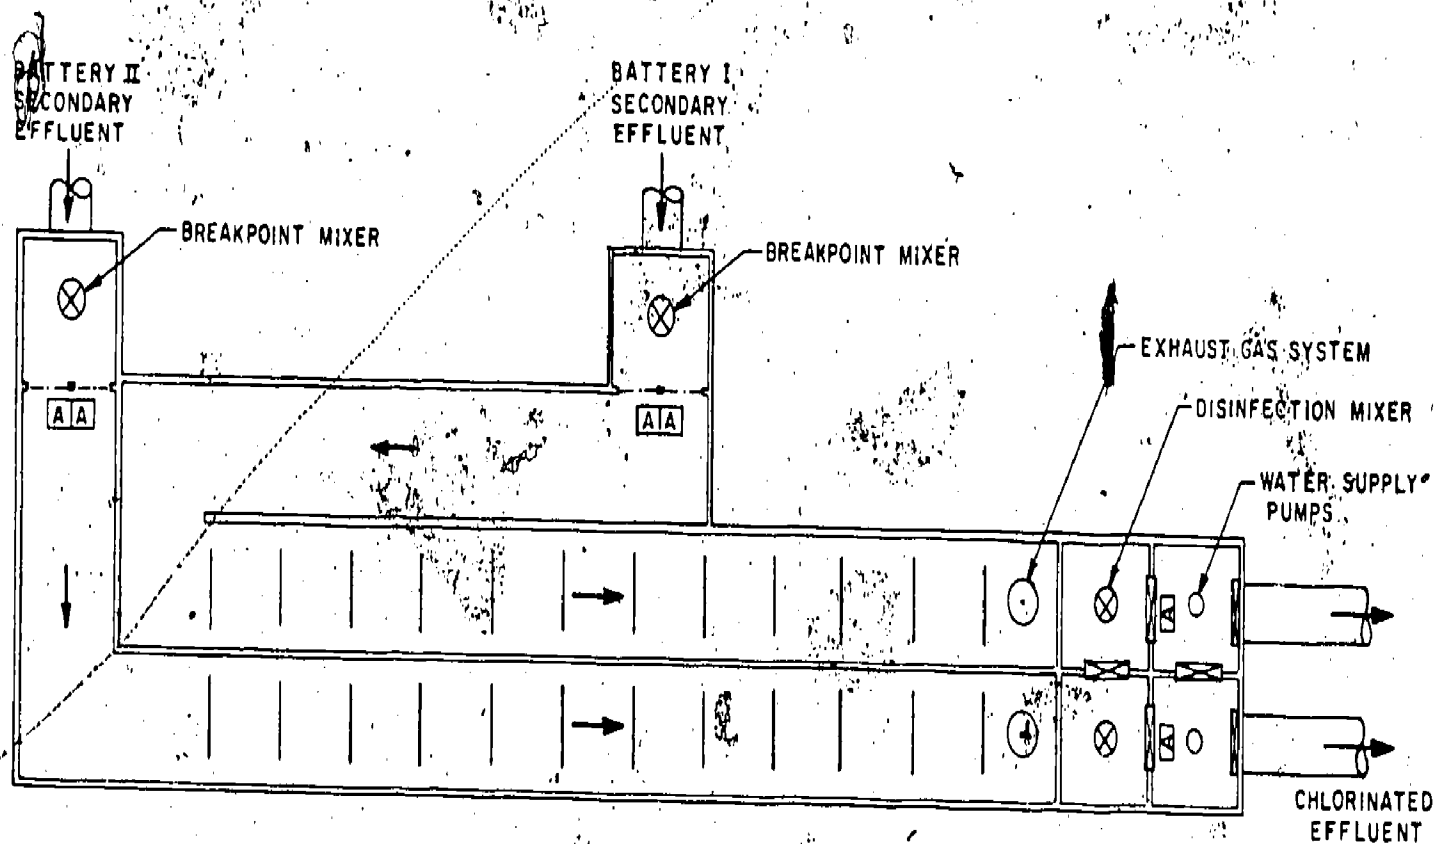 BATTERY II
SECONDARY
EFFLUENT
BATTERY I
SECONDARY
EFFLUENT
BREAKPOINT MIXER
BREAKPOINT MIXER
EXHAUST GAS SYSTEM
DISINFECTION MIXER
WATER SUPPLY
PUMPS
A A
A A
A
A
CHLORINATED
EFFLUENT